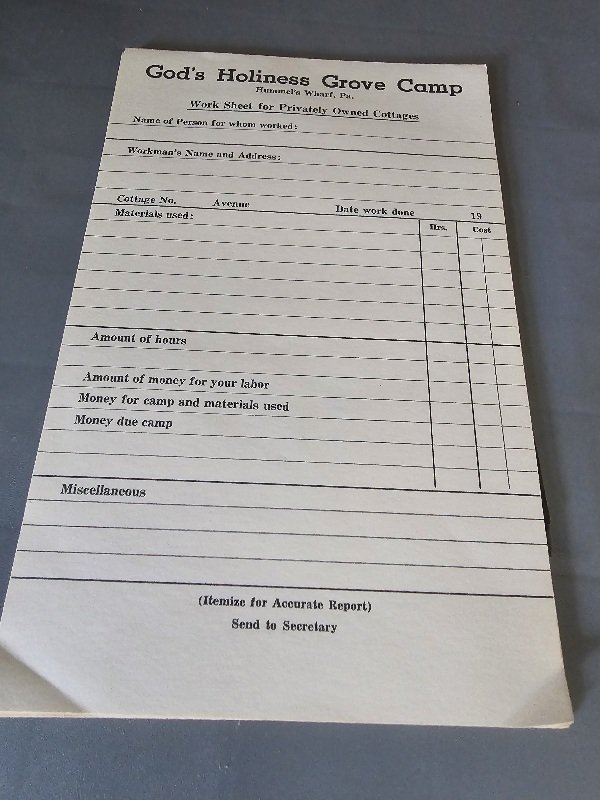 God's Holiness Grove Camp
Hummel's Wharf, Pa.
Work Sheet for Privately Owned Cottages
Name of Person for whom worked:
Workman's Name and Address:
Cottage No. Avenue Date work done 19
Materials used: Hrs. Cost
Amount of hours
Amount of money for your labor
Money for camp and materials used
Money due camp
Miscellaneous
(Itemize for Accurate Report)
Send to Secretary